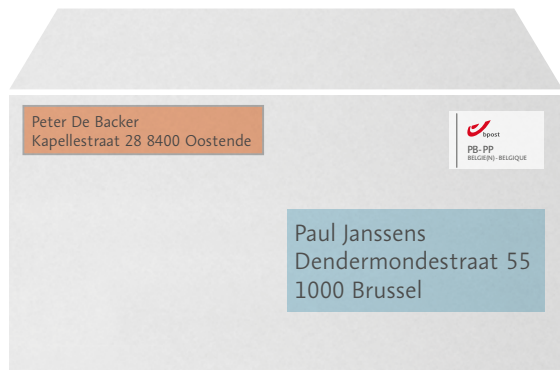 Peter De Backer
Kapellestraat 28 8400 Oostende
bpost
PB-PP
BELGIE(N)-BELGIQUE
Paul Janssens
Dendermondestraat 55
1000 Brussel